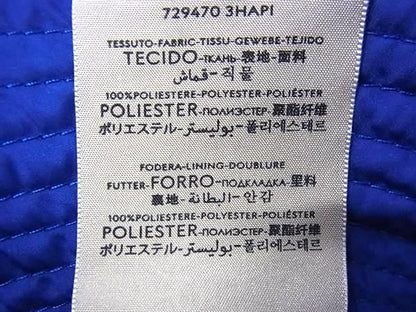 729470 3HAPI
TESSUTO-FABRIC-TISSU-GEWEBE-TEJIDO
TECIDO-ТКАНЬ-表地-面料
قماش-직물
100%POLIESTERE-POLYESTER-POLIÉSTER
POLIESTER-ПОЛИЭСТЕР-聚酯纤维
ポリエステル-بوليستر-폴리에스테르
FODERA-LINING-DOUBLURE
FUTTER-FORRO-ПОДКЛАДКА-里料
裏地-البطانة-안감
100%POLIESTERE-POLYESTER-POLIÉSTER
POLIESTER-ПОЛИЭСТЕР-聚酯纤维
ポリエステル-بوليستر-폴리에스테르